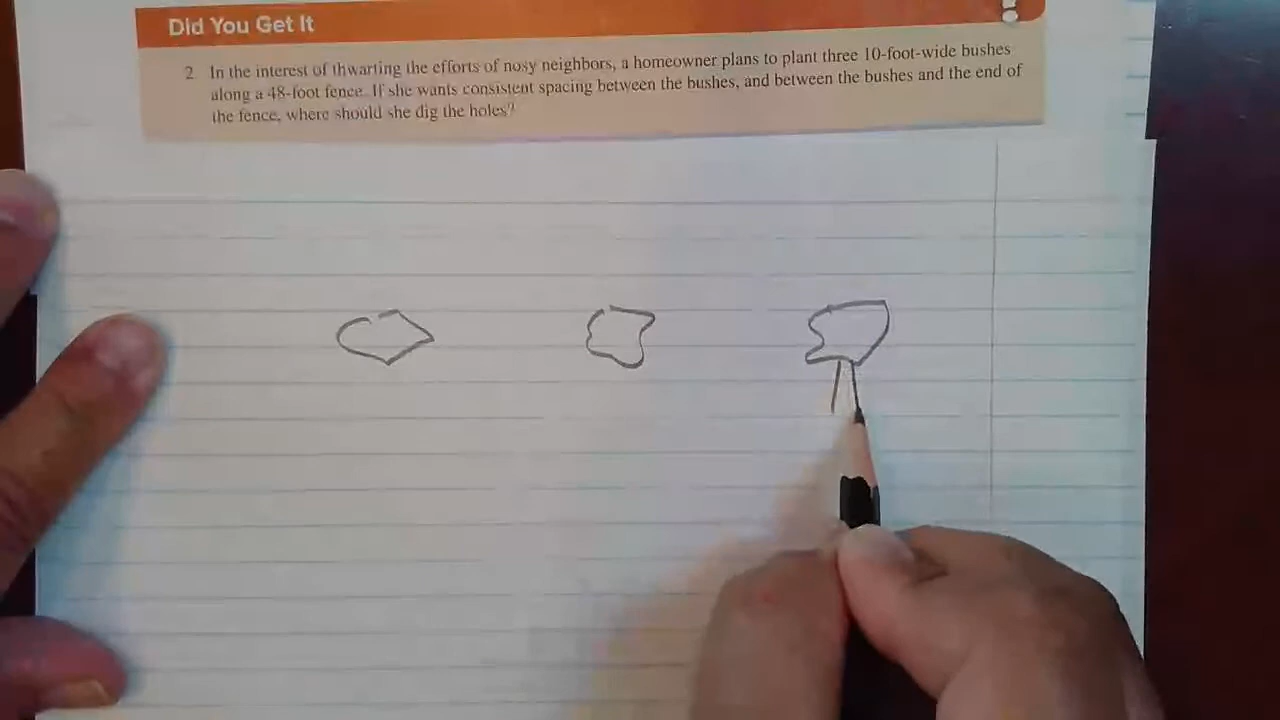 Did You Get It
2 In the interest of thwarting the efforts of nosy neighbors, a homeowner plans to plant three 10-foot-wide bushes
along a 48-foot fence. If she wants consistent spacing between the bushes, and between the bushes and the end of
the fence, where should she dig the holes?